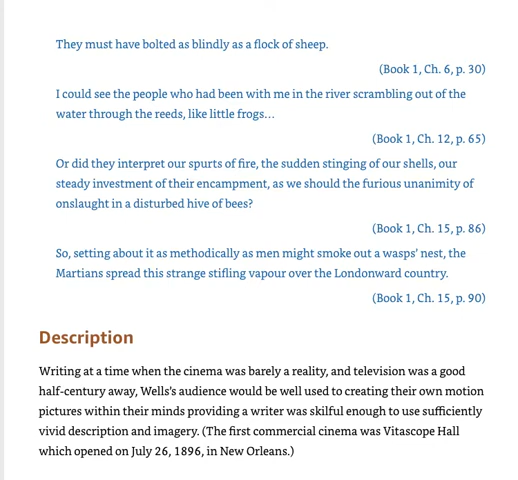 They must have bolted as blindly as a flock of sheep.
(Book 1, Ch. 6, p. 30)
I could see the people who had been with me in the river scrambling out of the
water through the reeds, like little frogs…
(Book 1, Ch. 12, p. 65)
Or did they interpret our spurts of fire, the sudden stinging of our shells, our
steady investment of their encampment, as we should the furious unanimity of
onslaught in a disturbed hive of bees?
(Book 1, Ch. 15, p. 86)
So, setting about it as methodically as men might smoke out a wasps' nest, the
Martians spread this strange stifling vapour over the Londonward country.
(Book 1, Ch. 15, p. 90)
Description
Writing at a time when the cinema was barely a reality, and television was a good
half-century away, Wells's audience would be well used to creating their own motion
pictures within their minds providing a writer was skilful enough to use sufficiently
vivid description and imagery. (The first commercial cinema was Vitascope Hall
which opened on July 26, 1896, in New Orleans.)